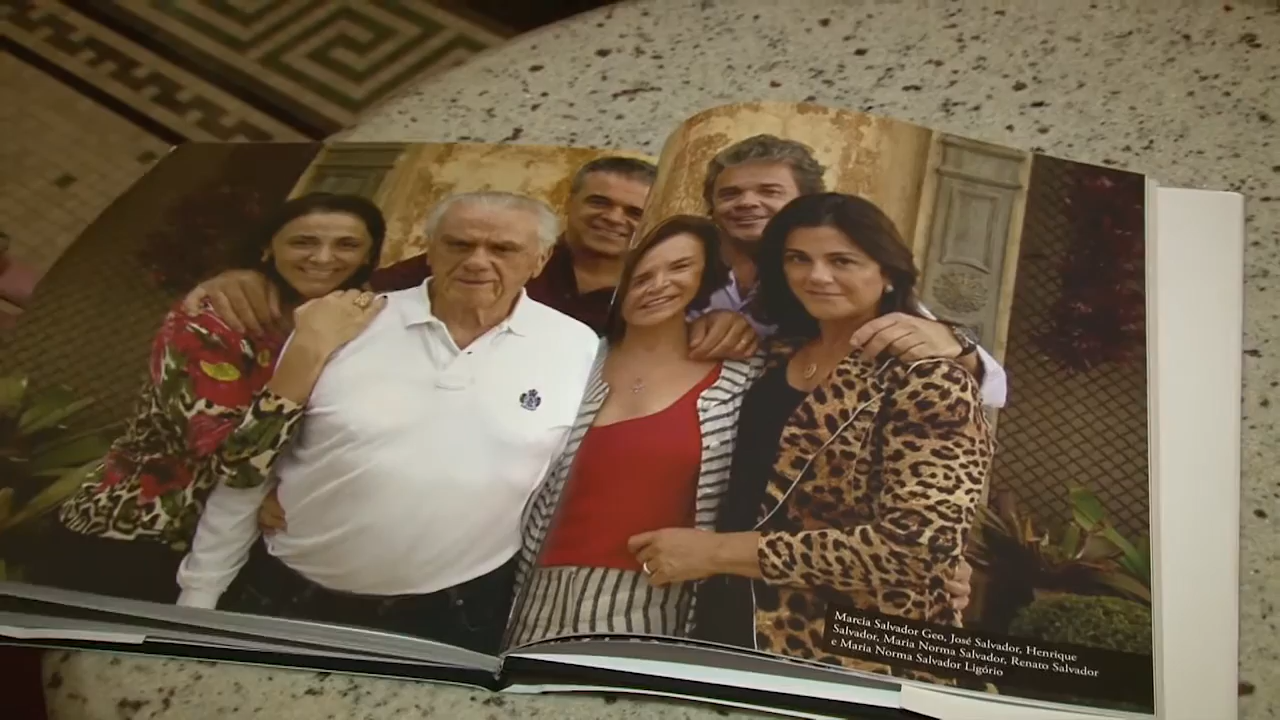 Marcia Salvador Geo, José Salvador, Henrique
Salvador, Maria Norma Salvador, Renato Salvador
e Maria Norma Salvador Ligório